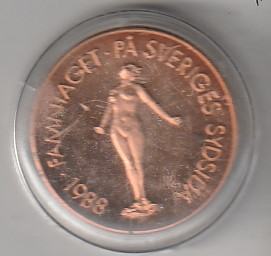 FAMNTAGET · PÅ SVERIGES SYDSIDA
· 1988 ·